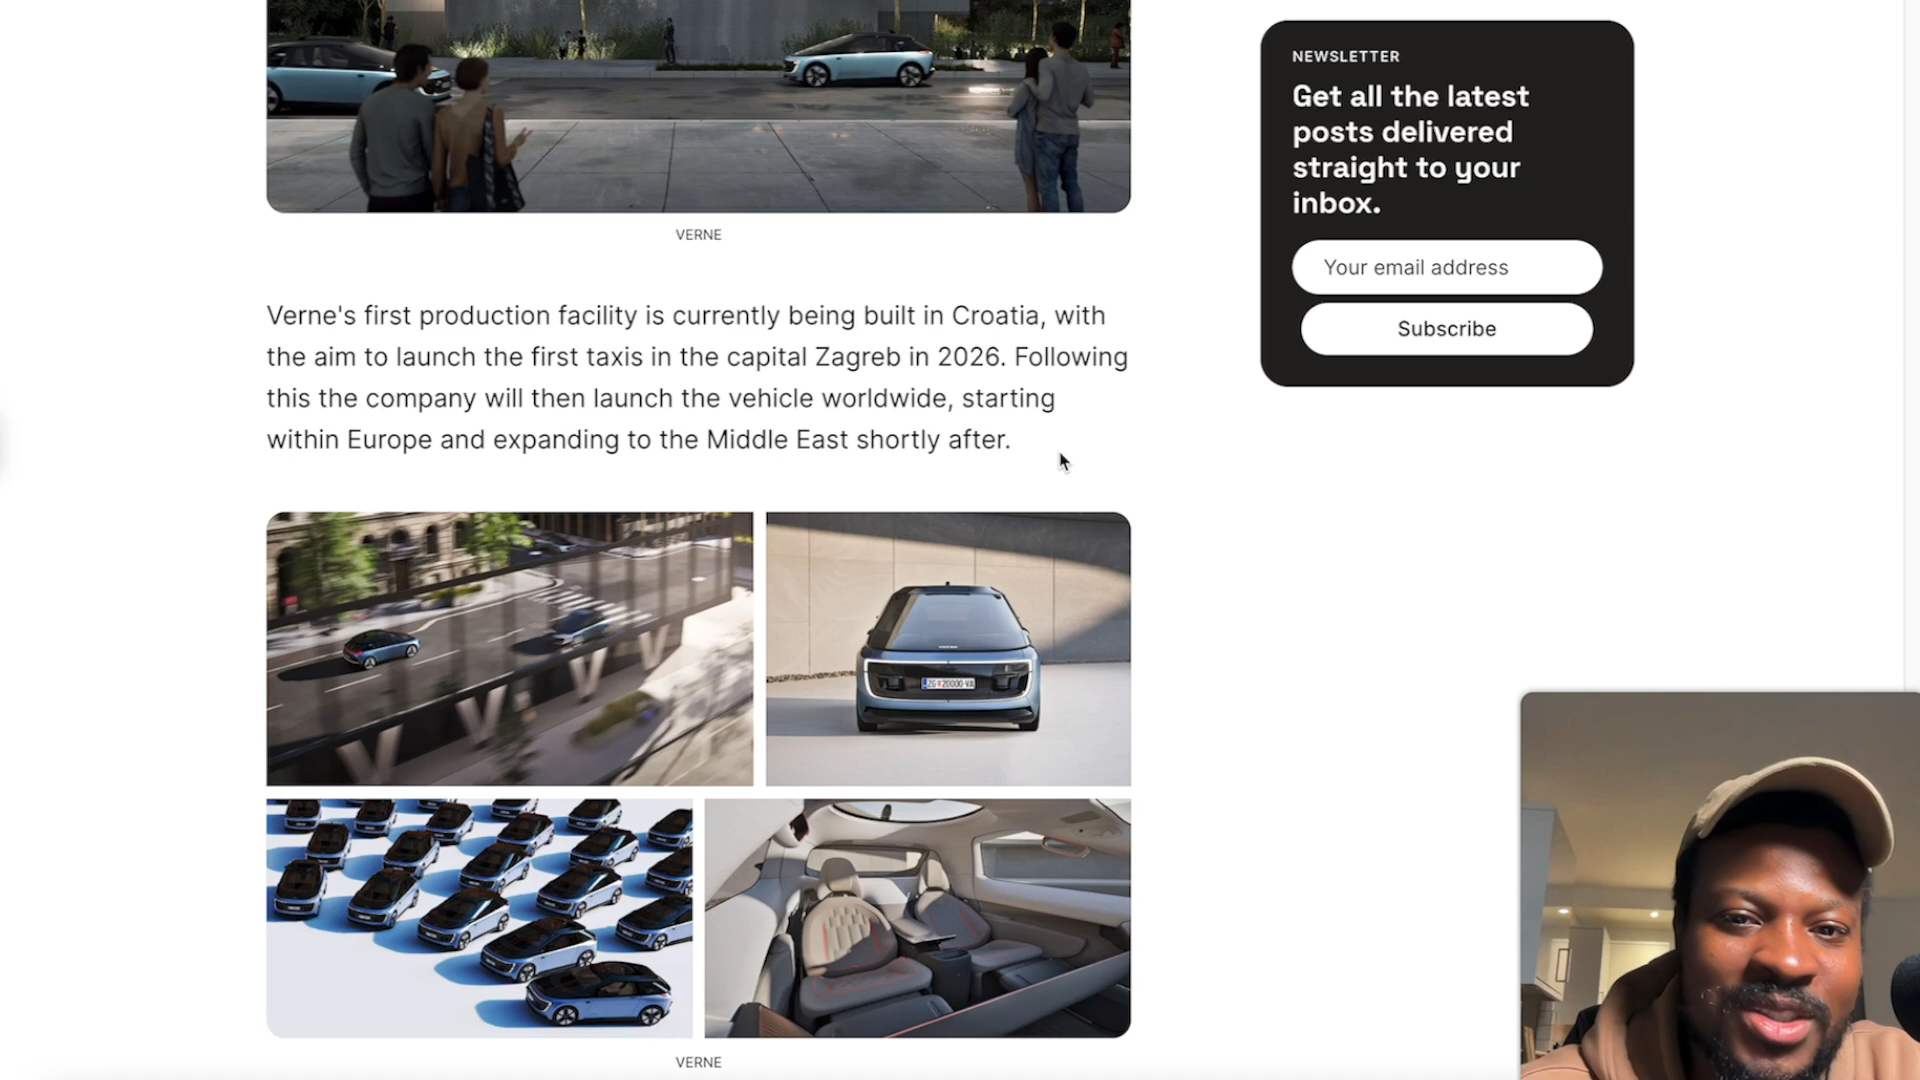 NEWSLETTER
Get all the latest
posts delivered
straight to your
inbox.
Your email address
Subscribe
VERNE
Verne's first production facility is currently being built in Croatia, with
the aim to launch the first taxis in the capital Zagreb in 2026. Following
this the company will then launch the vehicle worldwide, starting
within Europe and expanding to the Middle East shortly after.
V V V V
ZG 20000-VA
VERNE